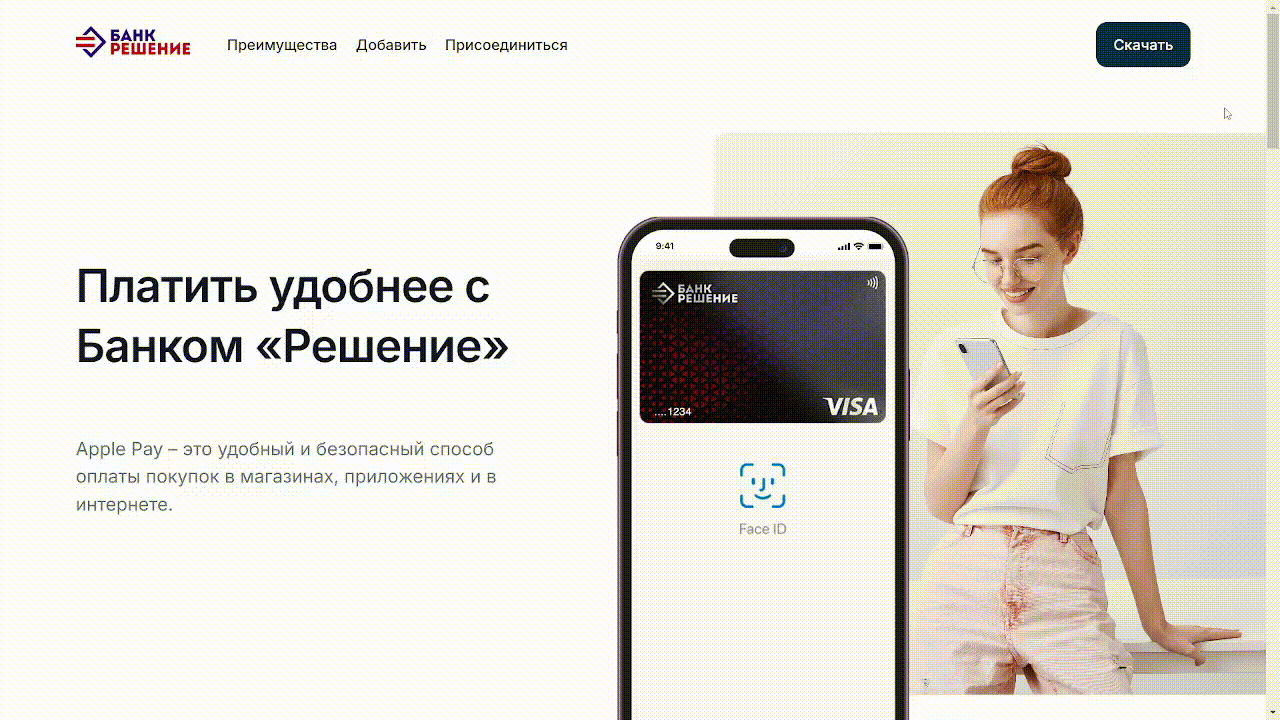 БАНК
РЕШЕНИЕ
Преимущества
Добавить
Присоединиться
Скачать
Платить удобнее с
Банком «Решение»
Apple Pay – это удобный и безопасный способ
оплаты покупок в магазинах, приложениях и в
интернете.
9:41
БАНК
РЕШЕНИЕ
....1234
VISA
Face ID